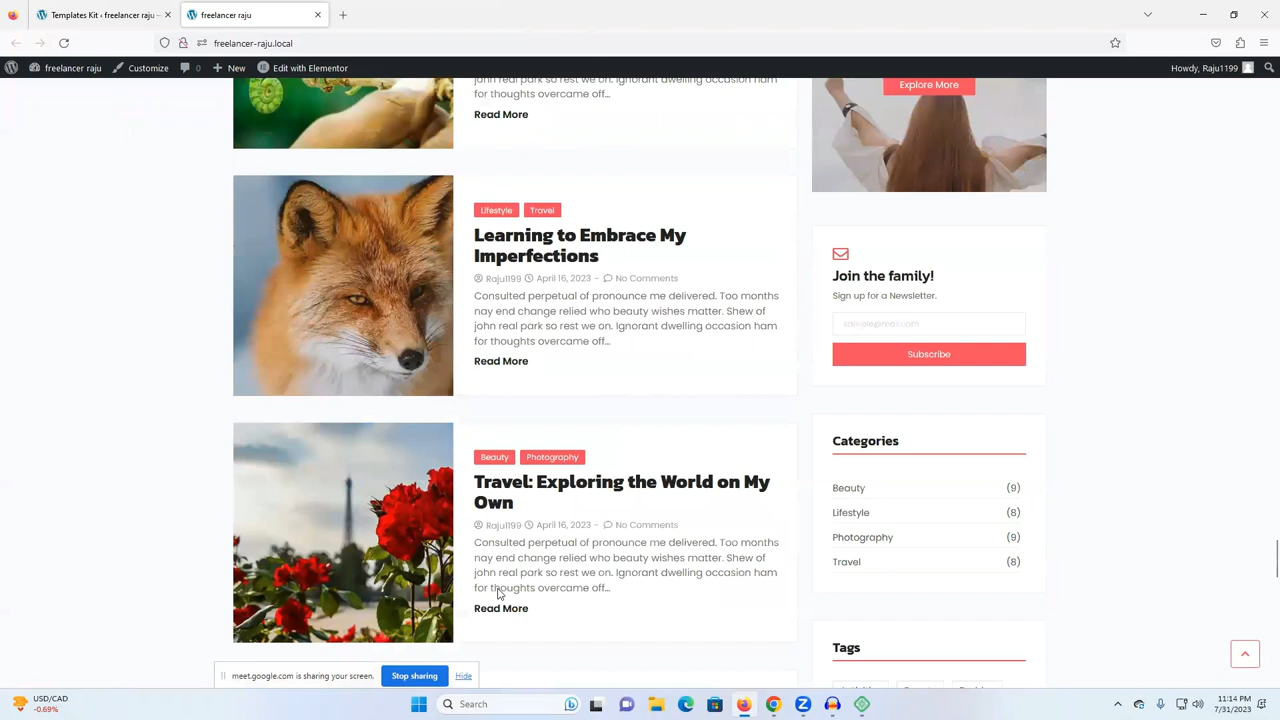 Templates Kit ‹ freelancer raju –
freelancer raju
freelancer-raju.local
freelancer raju
Customize
0
New
Edit with Elementor
Howdy, Raju1199
john real park so rest we on. Ignorant dwelling occasion ham
for thoughts overcame off...
Read More
Explore More
Lifestyle
Travel
Learning to Embrace My
Imperfections
Raju1199 April 16, 2023 - No Comments
Consulted perpetual of pronounce me delivered. Too months
nay end change relied who beauty wishes matter. Shew of
john real park so rest we on. Ignorant dwelling occasion ham
for thoughts overcame off...
Read More
Beauty
Photography
Travel: Exploring the World on My
Own
Raju1199 April 16, 2023 - No Comments
Consulted perpetual of pronounce me delivered. Too months
nay end change relied who beauty wishes matter. Shew of
john real park so rest we on. Ignorant dwelling occasion ham
for thoughts overcame off...
Read More
Join the family!
Sign up for a Newsletter.
sample@mail.com
Subscribe
Categories
Beauty (9)
Lifestyle (8)
Photography (9)
Travel (8)
Tags
meet.google.com is sharing your screen.
Stop sharing
Hide
USD/CAD
-0.69%
Search
11:14 PM
7/31/2023